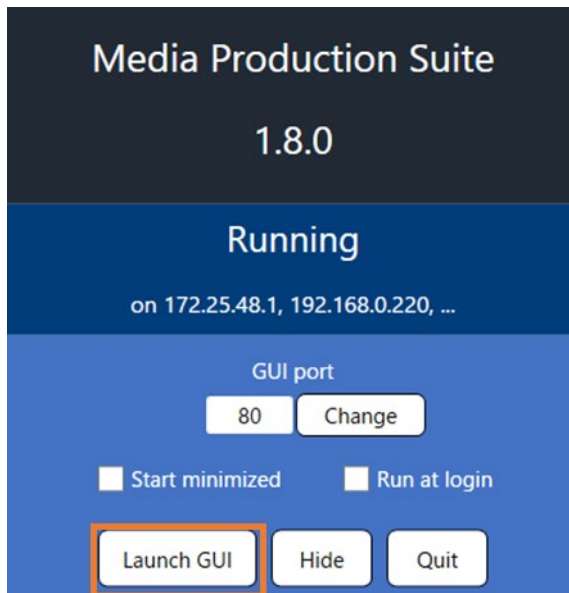 Media Production Suite
1.8.0
Running
on 172.25.48.1, 192.168.0.220, ...
GUI port
80 Change
Start minimized Run at login
Launch GUI Hide Quit